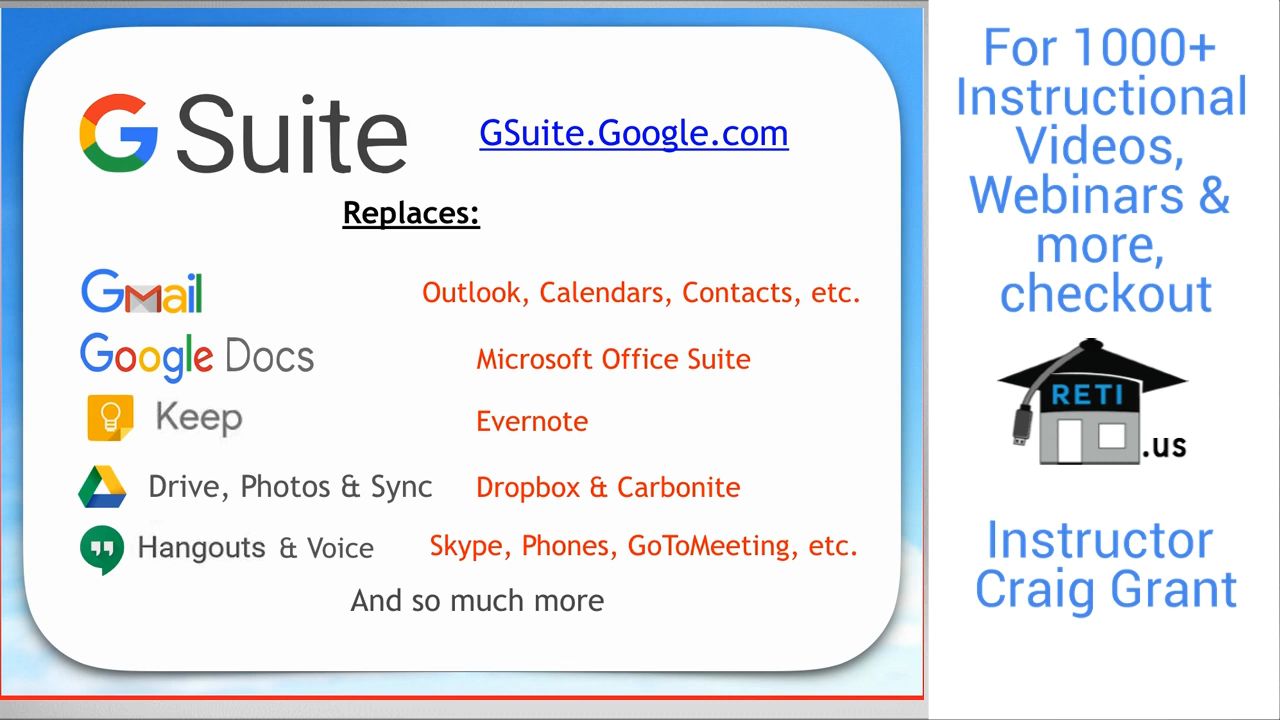 G Suite GSuite.Google.com
Replaces:
Gmail Outlook, Calendars, Contacts, etc.
Google Docs Microsoft Office Suite
Keep Evernote
Drive, Photos & Sync Dropbox & Carbonite
Hangouts & Voice Skype, Phones, GoToMeeting, etc.
And so much more
For 1000+
Instructional
Videos,
Webinars &
more,
checkout
RETI
.us
Instructor
Craig Grant